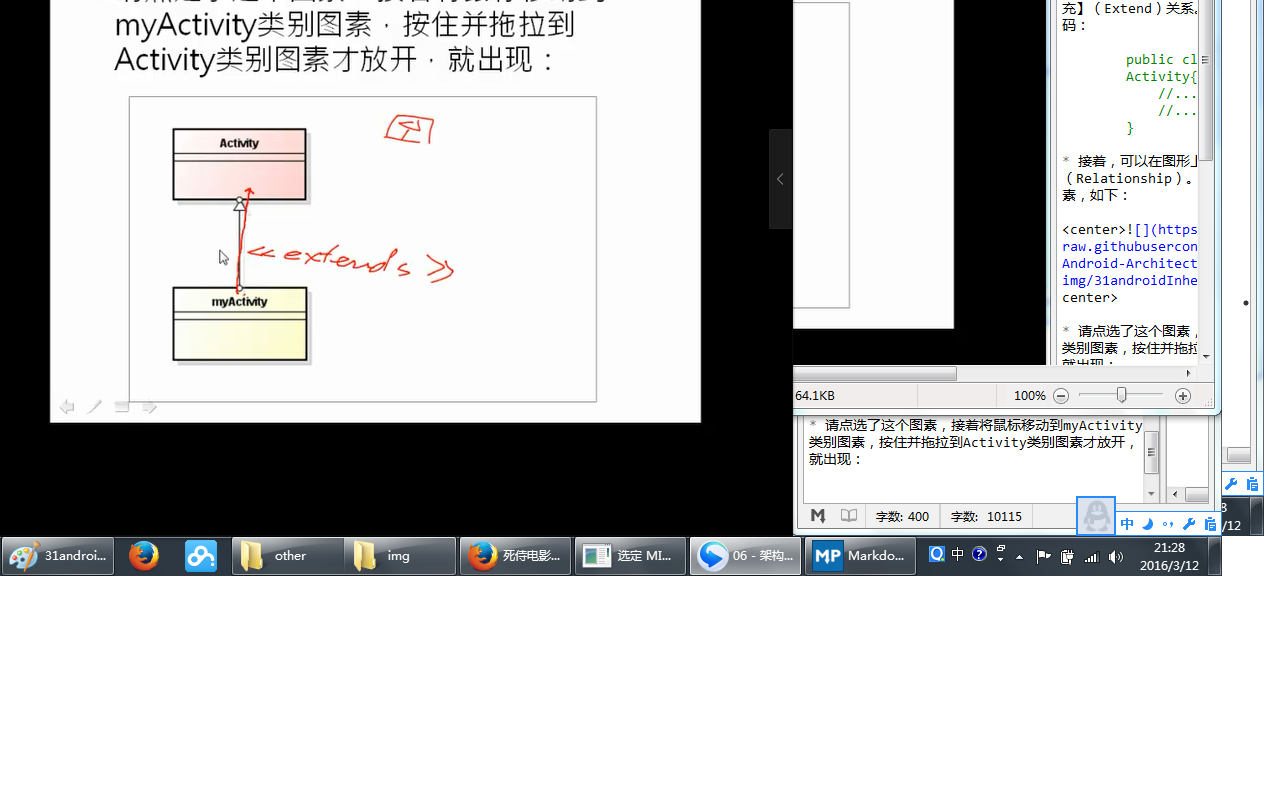 myActivity类别图素，按住并拖拉到
Activity类别图素才放开，就出现：
Activity
<<extends>>
myActivity
充】（Extend）关系。
码：
public cl
Activity{
//...
//...
}
* 接着，可以在图形上
（Relationship）。
素，如下：
<center>![](https
raw.githubusercon
Android-Architect
img/31androidInhe
center>
* 请点选了这个图素，
类别图素，按住并拖拉
64.1KB
100%
* 请点选了这个图素，接着将鼠标移动到myActivity
类别图素，按住并拖拉到Activity类别图素才放开，
就出现：
字数: 400
字数: 10115
中
/12
31androi...
other
img
死待电影...
选定 MI...
06 - 架构...
MP
Markdo...
中
21:28
2016/3/12